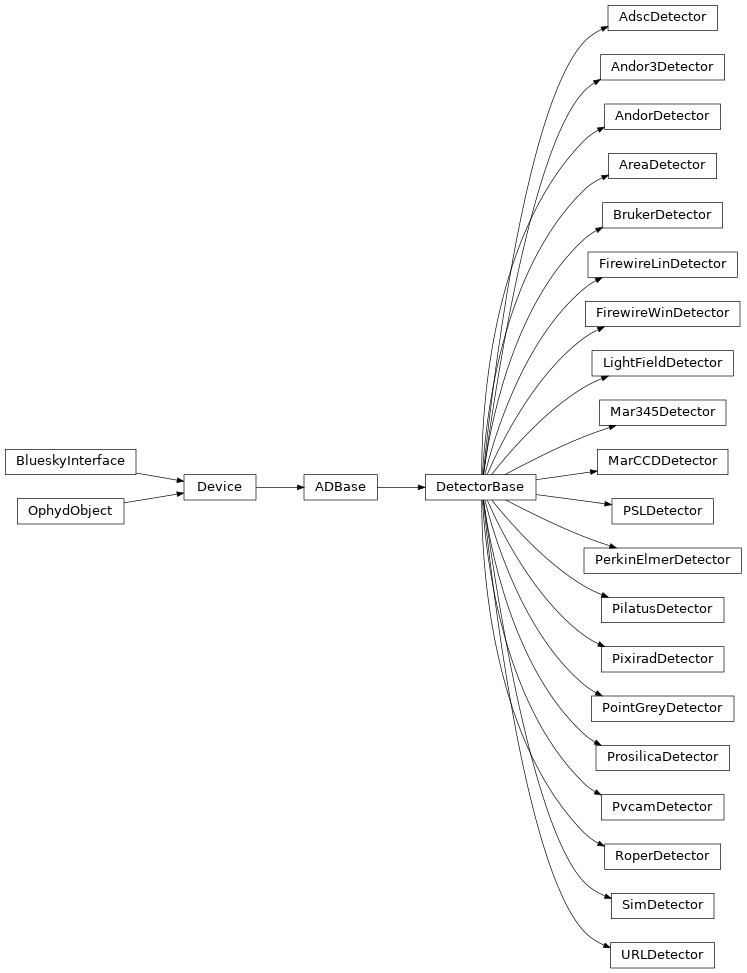 AdscDetector
Andor3Detector
AndorDetector
AreaDetector
BrukerDetector
FirewireLinDetector
FirewireWinDetector
LightFieldDetector
Mar345Detector
BlueskyInterface
MarCCDDetector
Device
ADBase
DetectorBase
OphydObject
PSLDetector
PerkinElmerDetector
PilatusDetector
PixiradDetector
PointGreyDetector
ProsilicaDetector
PvcamDetector
RoperDetector
SimDetector
URLDetector